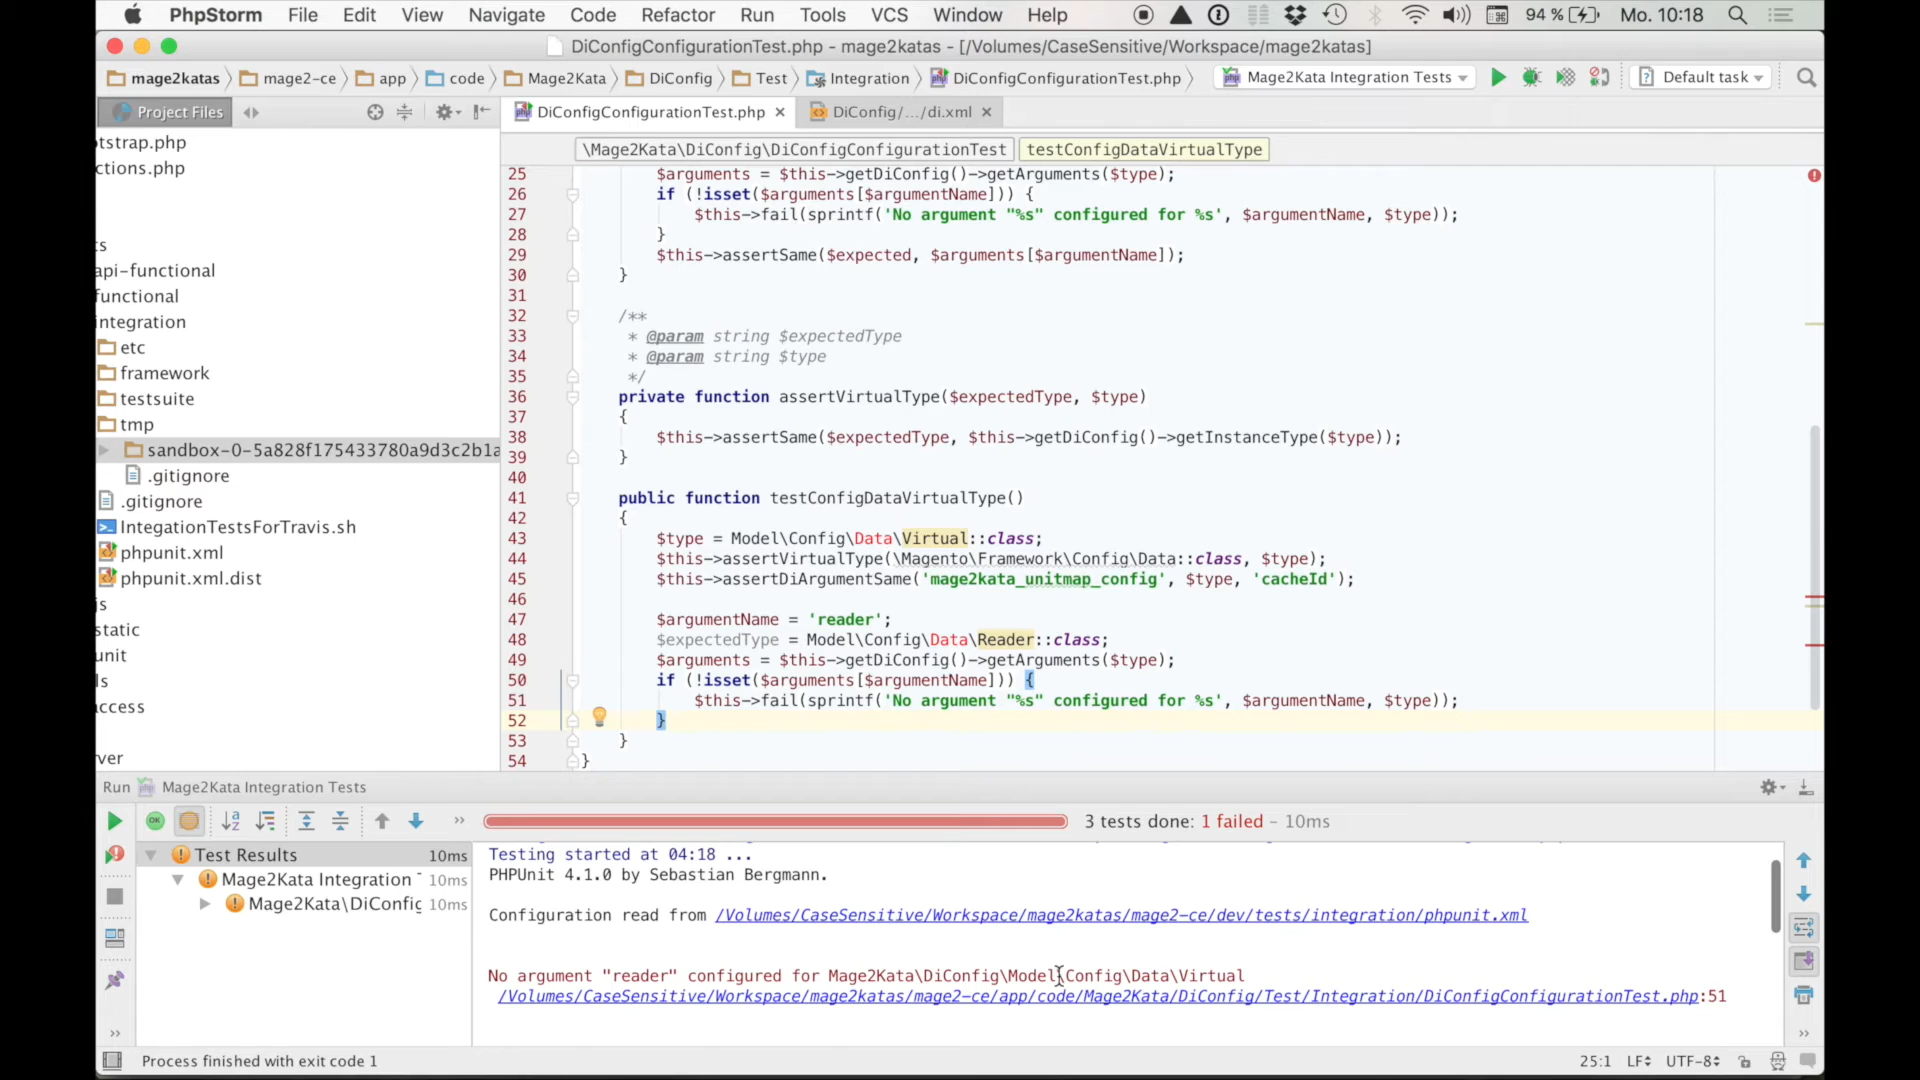 PhpStorm File Edit View Navigate Code Refactor Run Tools VCS Window Help 94 % Mo. 10:18
DiConfigConfigurationTest.php - mage2katas - [/Volumes/CaseSensitive/Workspace/mage2katas]
mage2katas mage2-ce app code Mage2Kata DiConfig Test Integration DiConfigConfigurationTest.php Mage2Kata Integration Tests Default task
Project Files DiConfigConfigurationTest.php DiConfig/.../di.xml
\Mage2Kata\DiConfig\DiConfigConfigurationTest testConfigDataVirtualType
tstrap.php
ctions.php
ts
api-functional
functional
integration
etc
framework
testsuite
tmp
sandbox-0-5a828f175433780a9d3c2b1a
.gitignore
.gitignore
IntegationTestsForTravis.sh
phpunit.xml
phpunit.xml.dist
js
static
unit
ls
access
ver
25 $arguments = $this->getDiConfig()->getArguments($type);
26 if (!isset($arguments[$argumentName])) {
27 $this->fail(sprintf('No argument "%s" configured for %s', $argumentName, $type));
28 }
29 $this->assertSame($expected, $arguments[$argumentName]);
30 }
31
32 /**
33 * @param string $expectedType
34 * @param string $type
35 */
36 private function assertVirtualType($expectedType, $type)
37 {
38 $this->assertSame($expectedType, $this->getDiConfig()->getInstanceType($type));
39 }
40
41 public function testConfigDataVirtualType()
42 {
43 $type = Model\Config\Data\Virtual::class;
44 $this->assertVirtualType(\Magento\Framework\Config\Data::class, $type);
45 $this->assertDiArgumentSame('mage2kata_unitmap_config', $type, 'cacheId');
46
47 $argumentName = 'reader';
48 $expectedType = Model\Config\Data\Reader::class;
49 $arguments = $this->getDiConfig()->getArguments($type);
50 if (!isset($arguments[$argumentName])) {
51 $this->fail(sprintf('No argument "%s" configured for %s', $argumentName, $type));
52 }
53 }
54 }
Run Mage2Kata Integration Tests
3 tests done: 1 failed – 10ms
Test Results 10ms
Mage2Kata Integration 10ms
Mage2Kata\DiConfig 10ms
Testing started at 04:18 ...
PHPUnit 4.1.0 by Sebastian Bergmann.
Configuration read from /Volumes/CaseSensitive/Workspace/mage2katas/mage2-ce/dev/tests/integration/phpunit.xml
No argument "reader" configured for Mage2Kata\DiConfig\Model\Config\Data\Virtual
/Volumes/CaseSensitive/Workspace/mage2katas/mage2-ce/app/code/Mage2Kata/DiConfig/Test/Integration/DiConfigConfigurationTest.php:51
Process finished with exit code 1 25:1 LF UTF-8